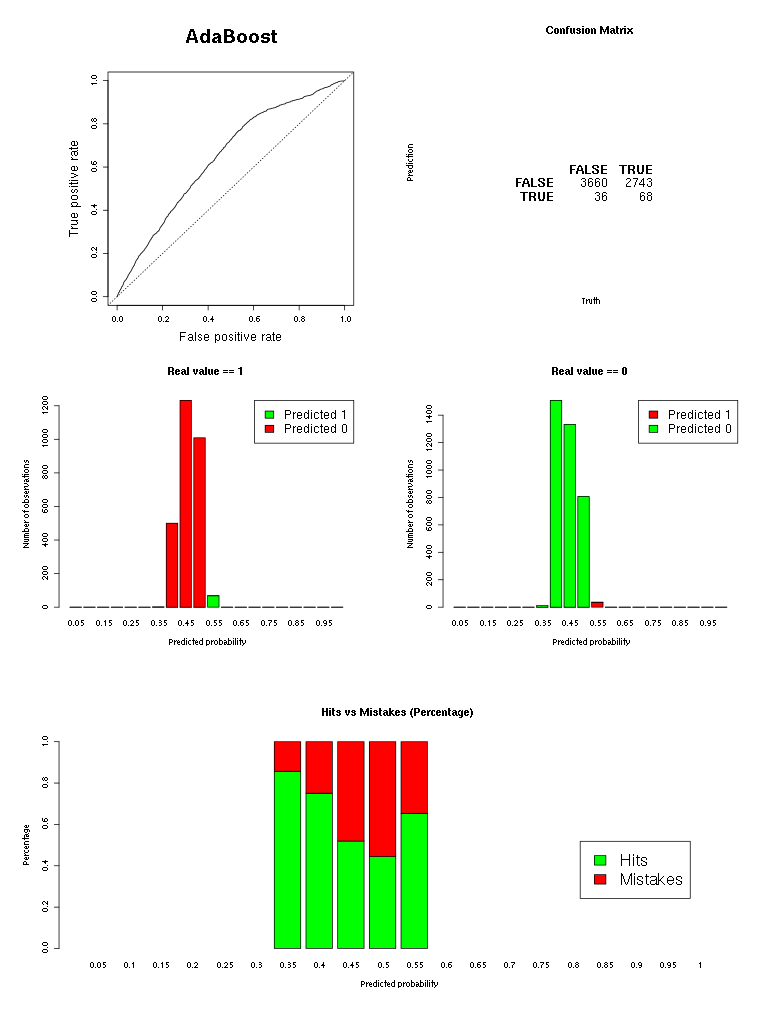 AdaBoost
True positive rate
0.0 0.2 0.4 0.6 0.8 1.0
0.0 0.2 0.4 0.6 0.8 1.0
False positive rate
Confusion Matrix
Prediction
FALSE TRUE
FALSE 3660 2743
TRUE 36 68
Truth
Real value == 1
Number of observations
0 200 400 600 800 1000 1200
Predicted 1
Predicted 0
0.05 0.15 0.25 0.35 0.45 0.55 0.65 0.75 0.85 0.95
Predicted probability
Real value == 0
Number of observations
0 200 400 600 800 1000 1200 1400
Predicted 1
Predicted 0
0.05 0.15 0.25 0.35 0.45 0.55 0.65 0.75 0.85 0.95
Predicted probability
Hits vs Mistakes (Percentage)
Percentage
0.0 0.2 0.4 0.6 0.8 1.0
Hits
Mistakes
0.05 0.1 0.15 0.2 0.25 0.3 0.35 0.4 0.45 0.5 0.55 0.6 0.65 0.7 0.75 0.8 0.85 0.9 0.95 1
Predicted probability